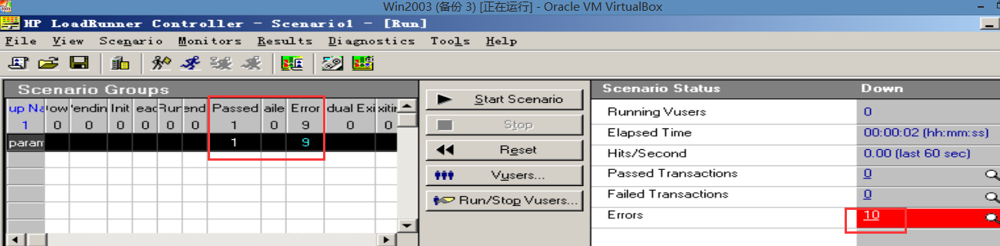 Win2003 (备份 3) [正在运行] - Oracle VM VirtualBox
2003
HP LoadRunner Controller - Scenario1 - [Run]
File View Scenario Monitors Results Diagnostics Tools Help
Scenario Groups
up Na ow 'endin Init eac Run end Passed aile Error dual Exi xitin
1 0 0 0 0 0 0 1 0 9 0 0
param 1 9
Start Scenario
Stop
Reset
Vusers...
Run/Stop Vusers...
Scenario Status Down
Running Vusers 0
Elapsed Time 00:00:02 (hh:mm:ss)
Hits/Second 0.00 (last 60 sec)
Passed Transactions 0
Failed Transactions 0
Errors 10